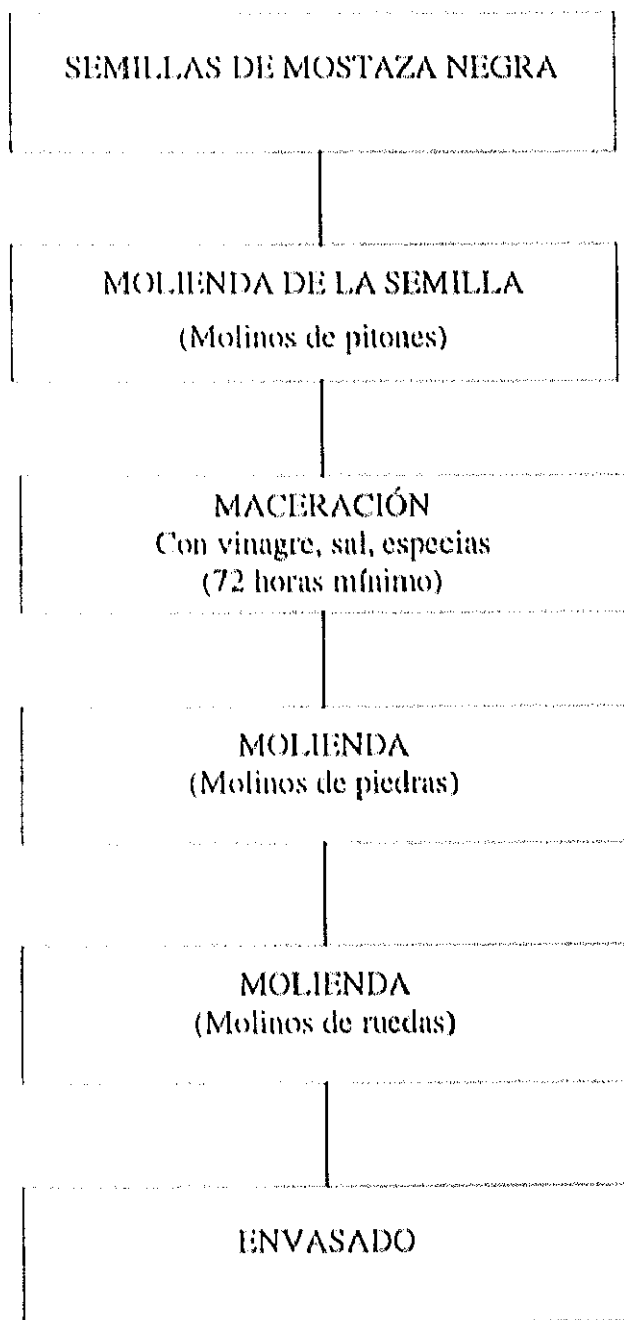 SEMILLAS DE MOSTAZA NEGRA
MOLIENDA DE LA SEMILLA
(Molinos de pitones)
MACERACIÓN
Con vinagre, sal, especias
(72 horas mínimo)
MOLIENDA
(Molinos de piedras)
MOLIENDA
(Molinos de ruedas)
ENVASADO